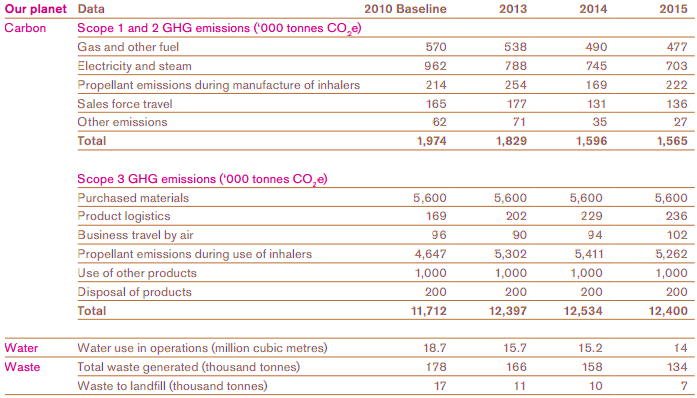 Our planet Data 2010 Baseline 2013 2014 2015
Carbon Scope 1 and 2 GHG emissions ('000 tonnes CO2e)
Gas and other fuel 570 538 490 477
Electricity and steam 962 788 745 703
Propellant emissions during manufacture of inhalers 214 254 169 222
Sales force travel 165 177 131 136
Other emissions 62 71 35 27
Total 1,974 1,829 1,596 1,565
Scope 3 GHG emissions ('000 tonnes CO2e)
Purchased materials 5,600 5,600 5,600 5,600
Product logistics 169 202 229 236
Business travel by air 96 90 94 102
Propellant emissions during use of inhalers 4,647 5,302 5,411 5,262
Use of other products 1,000 1,000 1,000 1,000
Disposal of products 200 200 200 200
Total 11,712 12,397 12,534 12,400
Water Water use in operations (million cubic metres) 18.7 15.7 15.2 14
Waste Total waste generated (thousand tonnes) 178 166 158 134
Waste to landfill (thousand tonnes) 17 11 10 7